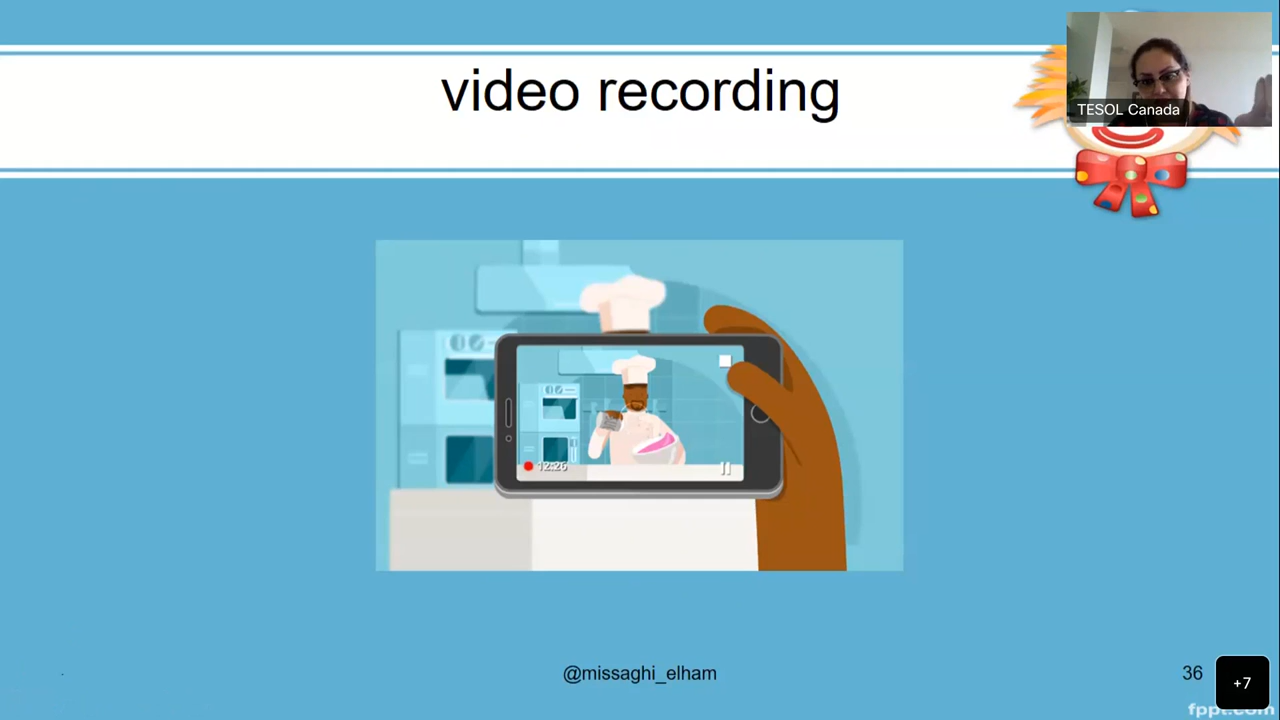 video recording
TESOL Canada
12:26
@missaghi_elham
36
+7
fppt.com